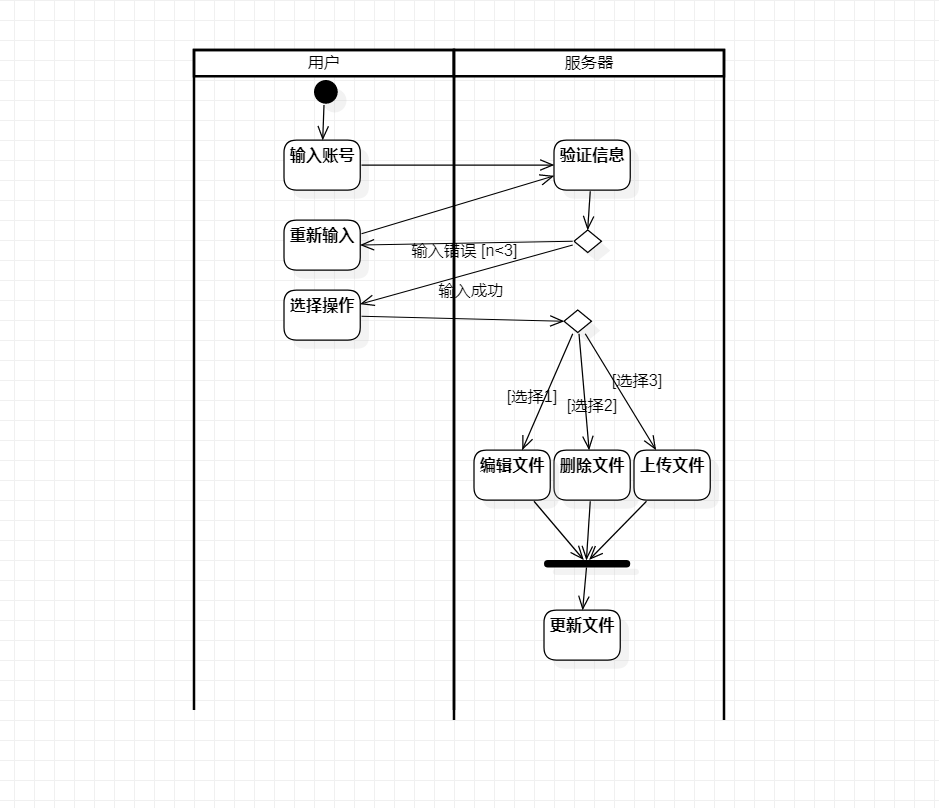 用户
服务器
输入账号
验证信息
重新输入
输入错误 [n<3]
输入成功
选择操作
[选择1]
[选择2]
[选择3]
编辑文件
删除文件
上传文件
更新文件